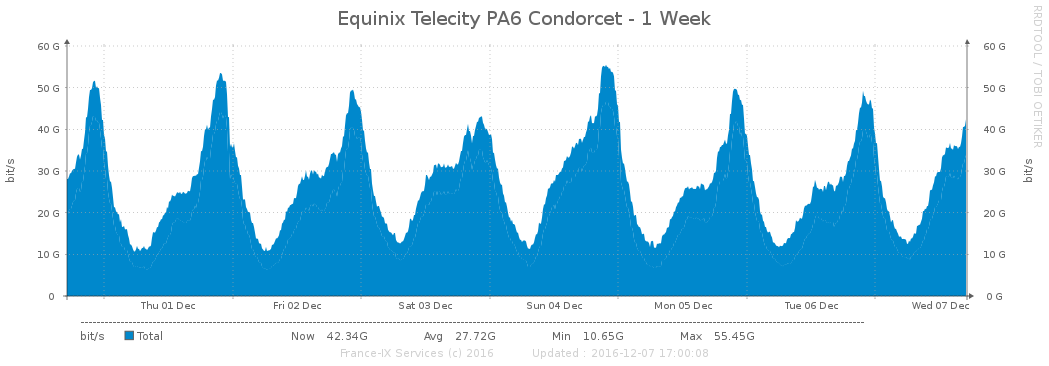 Equinix Telecity PA6 Condorcet - 1 Week
RRDTOOL / TOBI OETIKER
60 G 60 G
50 G 50 G
40 G 40 G
30 G 30 G
20 G 20 G
10 G 10 G
0 0 G
bit/s bit/s
Thu 01 Dec Fri 02 Dec Sat 03 Dec Sun 04 Dec Mon 05 Dec Tue 06 Dec Wed 07 Dec
bit/s Total Now 42.34G Avg 27.72G Min 10.65G Max 55.45G
France-IX Services (c) 2016 Updated : 2016-12-07 17:00:08